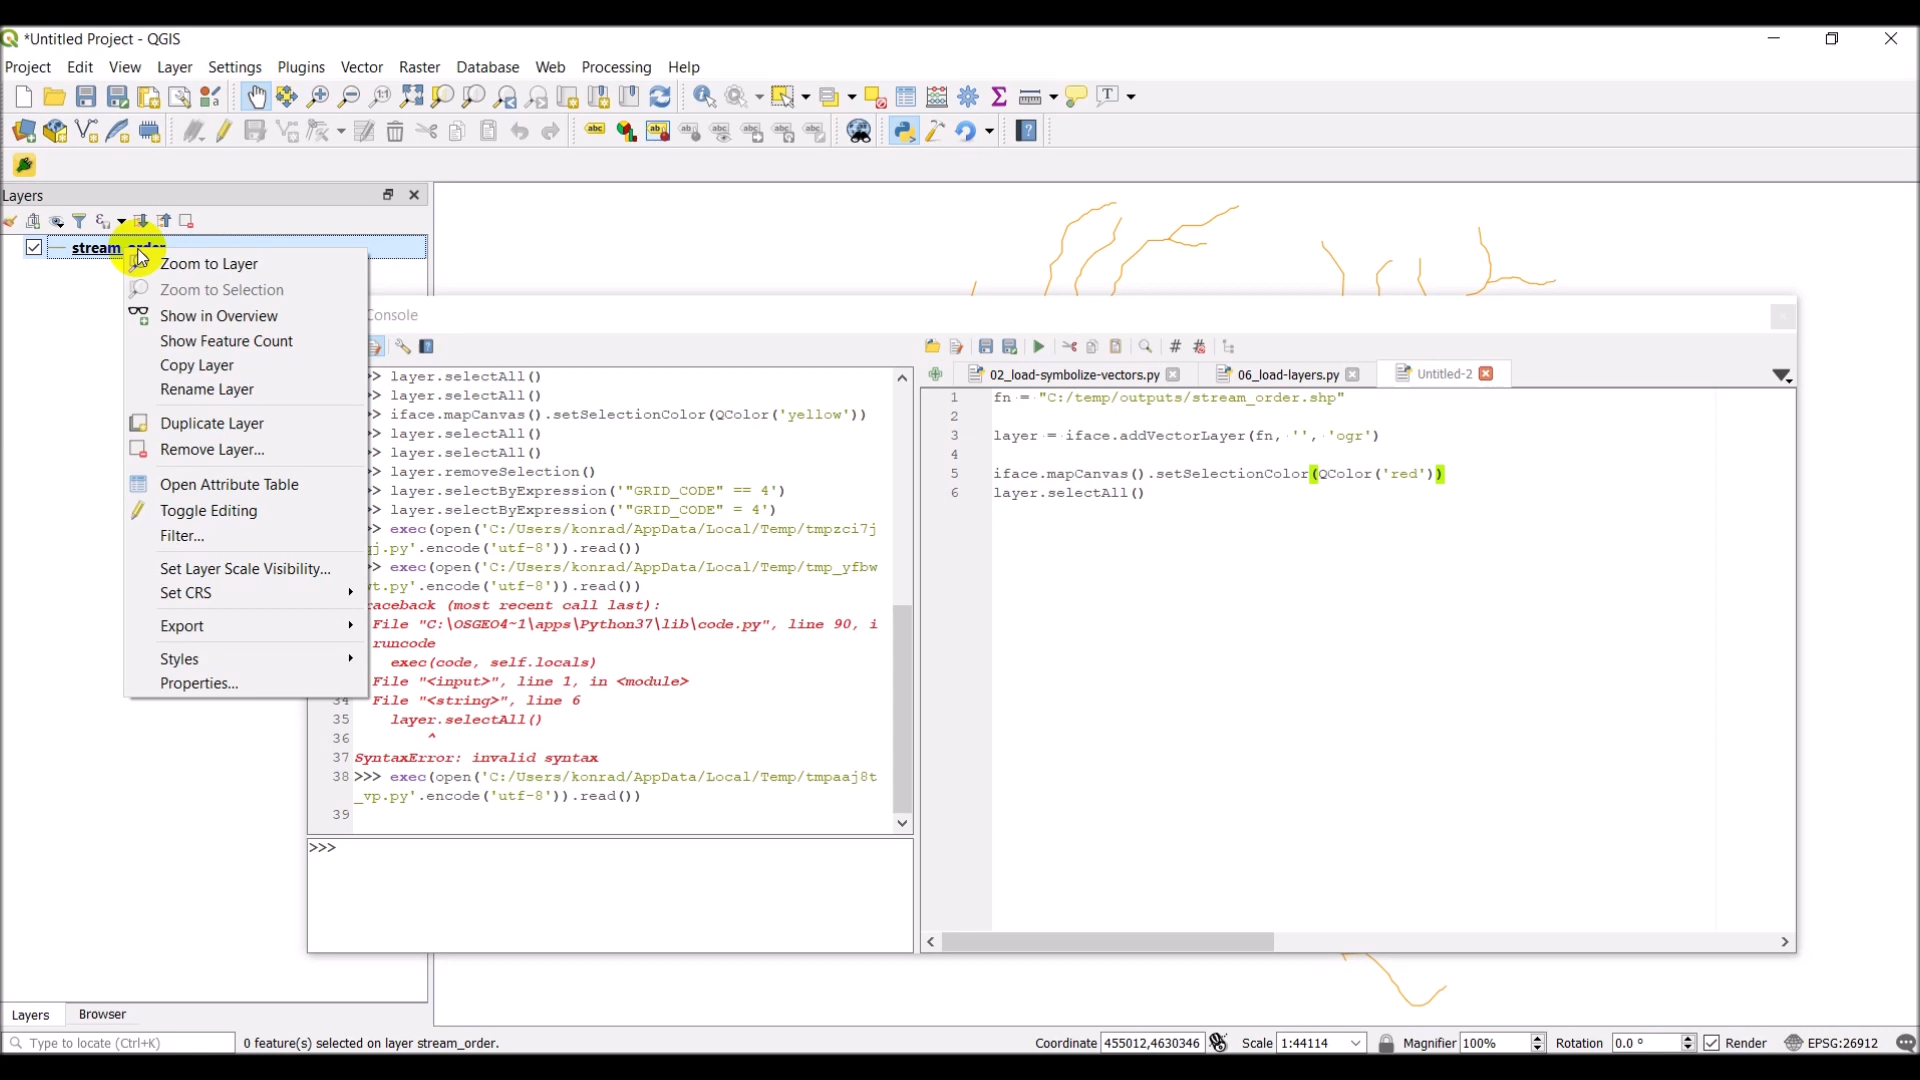 *Untitled Project - QGIS
Project Edit View Layer Settings Plugins Vector Raster Database Web Processing Help
Layers
stream_order
Zoom to Layer
Zoom to Selection
Show in Overview
Show Feature Count
Copy Layer
Rename Layer
Duplicate Layer
Remove Layer...
Open Attribute Table
Toggle Editing
Filter...
Set Layer Scale Visibility...
Set CRS
Export
Styles
Properties...
Console
> layer.selectAll()
> layer.selectAll()
> iface.mapCanvas().setSelectionColor(QColor('yellow'))
> layer.selectAll()
> layer.selectAll()
> layer.removeSelection()
> layer.selectByExpression('"GRID_CODE" == 4')
> layer.selectByExpression('"GRID_CODE" = 4')
> exec(open('C:/Users/konrad/AppData/Local/Temp/tmpzci7j
qj.py'.encode('utf-8')).read())
> exec(open('C:/Users/konrad/AppData/Local/Temp/tmp_yfbw
wt.py'.encode('utf-8')).read())
raceback (most recent call last):
File "C:\OSGEO4~1\apps\Python37\lib\code.py", line 90, i
runcode
exec(code, self.locals)
File "<input>", line 1, in <module>
34 File "<string>", line 6
35 layer.selectAll()
36 ^
37 SyntaxError: invalid syntax
38 >>> exec(open('C:/Users/konrad/AppData/Local/Temp/tmpaaj8t
_vp.py'.encode('utf-8')).read())
39
>>>
02_load-symbolize-vectors.py 06_load-layers.py Untitled-2
1 fn = "C:/temp/outputs/stream_order.shp"
2
3 layer = iface.addVectorLayer(fn, '', 'ogr')
4
5 iface.mapCanvas().setSelectionColor(QColor('red'))
6 layer.selectAll()
Layers Browser
Type to locate (Ctrl+K) 0 feature(s) selected on layer stream_order. Coordinate 455012,4630346 Scale 1:44114 Magnifier 100% Rotation 0.0 ° Render EPSG:26912